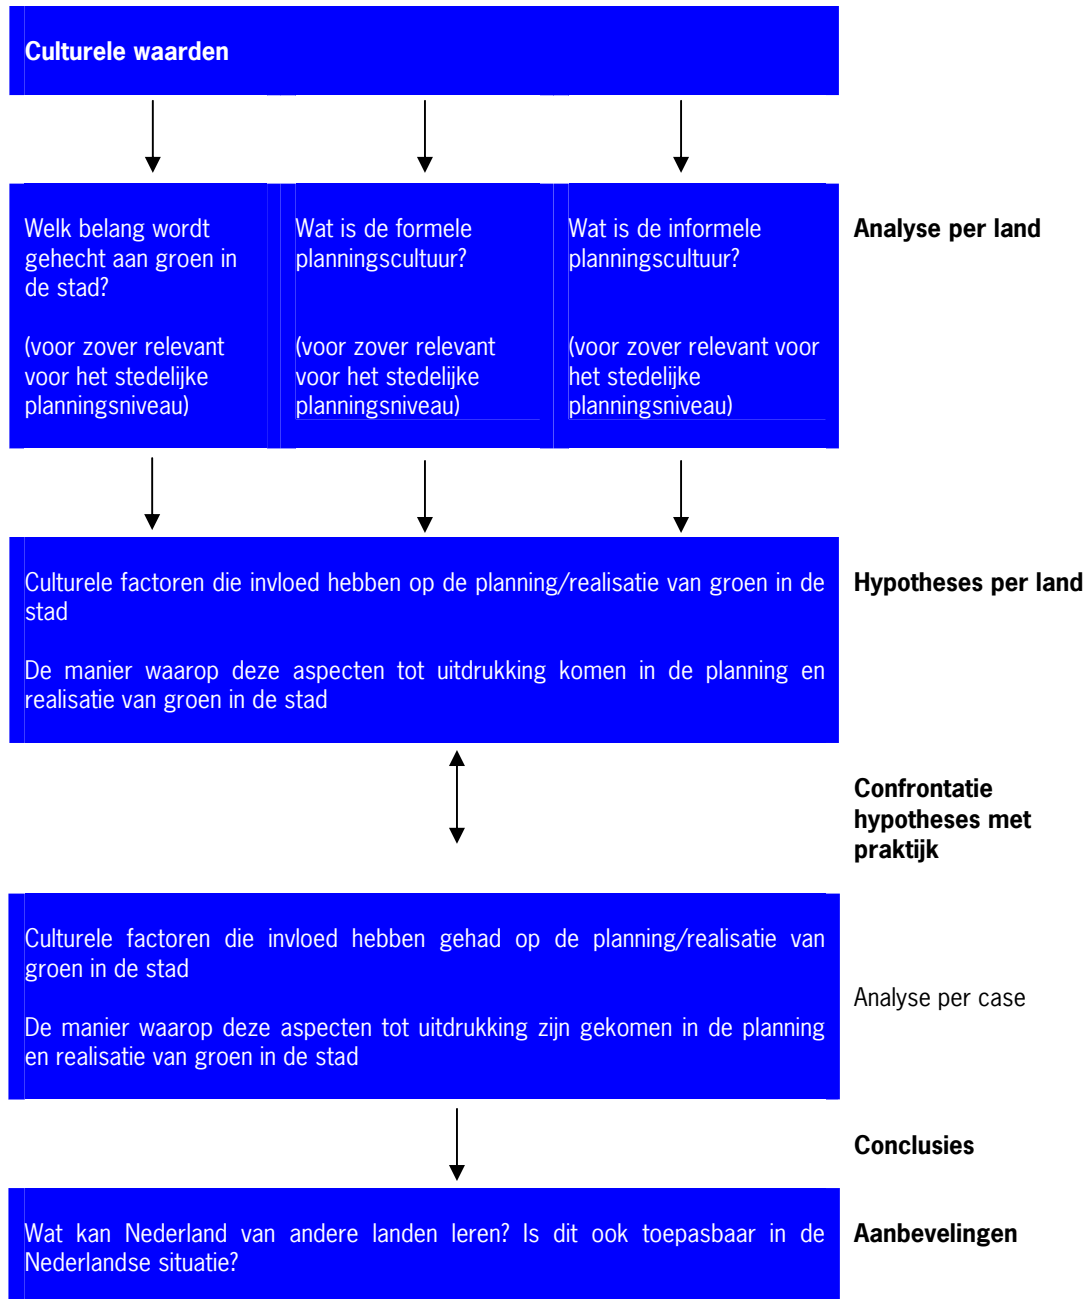 Culturele waarden
Welk belang wordt
gehecht aan groen in
de stad?
(voor zover relevant
voor het stedelijke
planningsniveau)
Wat is de formele
planningscultuur?
(voor zover relevant
voor het stedelijke
planningsniveau)
Wat is de informele
planningscultuur?
(voor zover relevant voor
het stedelijke
planningsniveau)
Analyse per land
Culturele factoren die invloed hebben op de planning/realisatie van groen in de
stad
De manier waarop deze aspecten tot uitdrukking komen in de planning en
realisatie van groen in de stad
Hypotheses per land
Confrontatie
hypotheses met
praktijk
Culturele factoren die invloed hebben gehad op de planning/realisatie van
groen in de stad
De manier waarop deze aspecten tot uitdrukking zijn gekomen in de planning
en realisatie van groen in de stad
Analyse per case
Conclusies
Wat kan Nederland van andere landen leren? Is dit ook toepasbaar in de
Nederlandse situatie?
Aanbevelingen